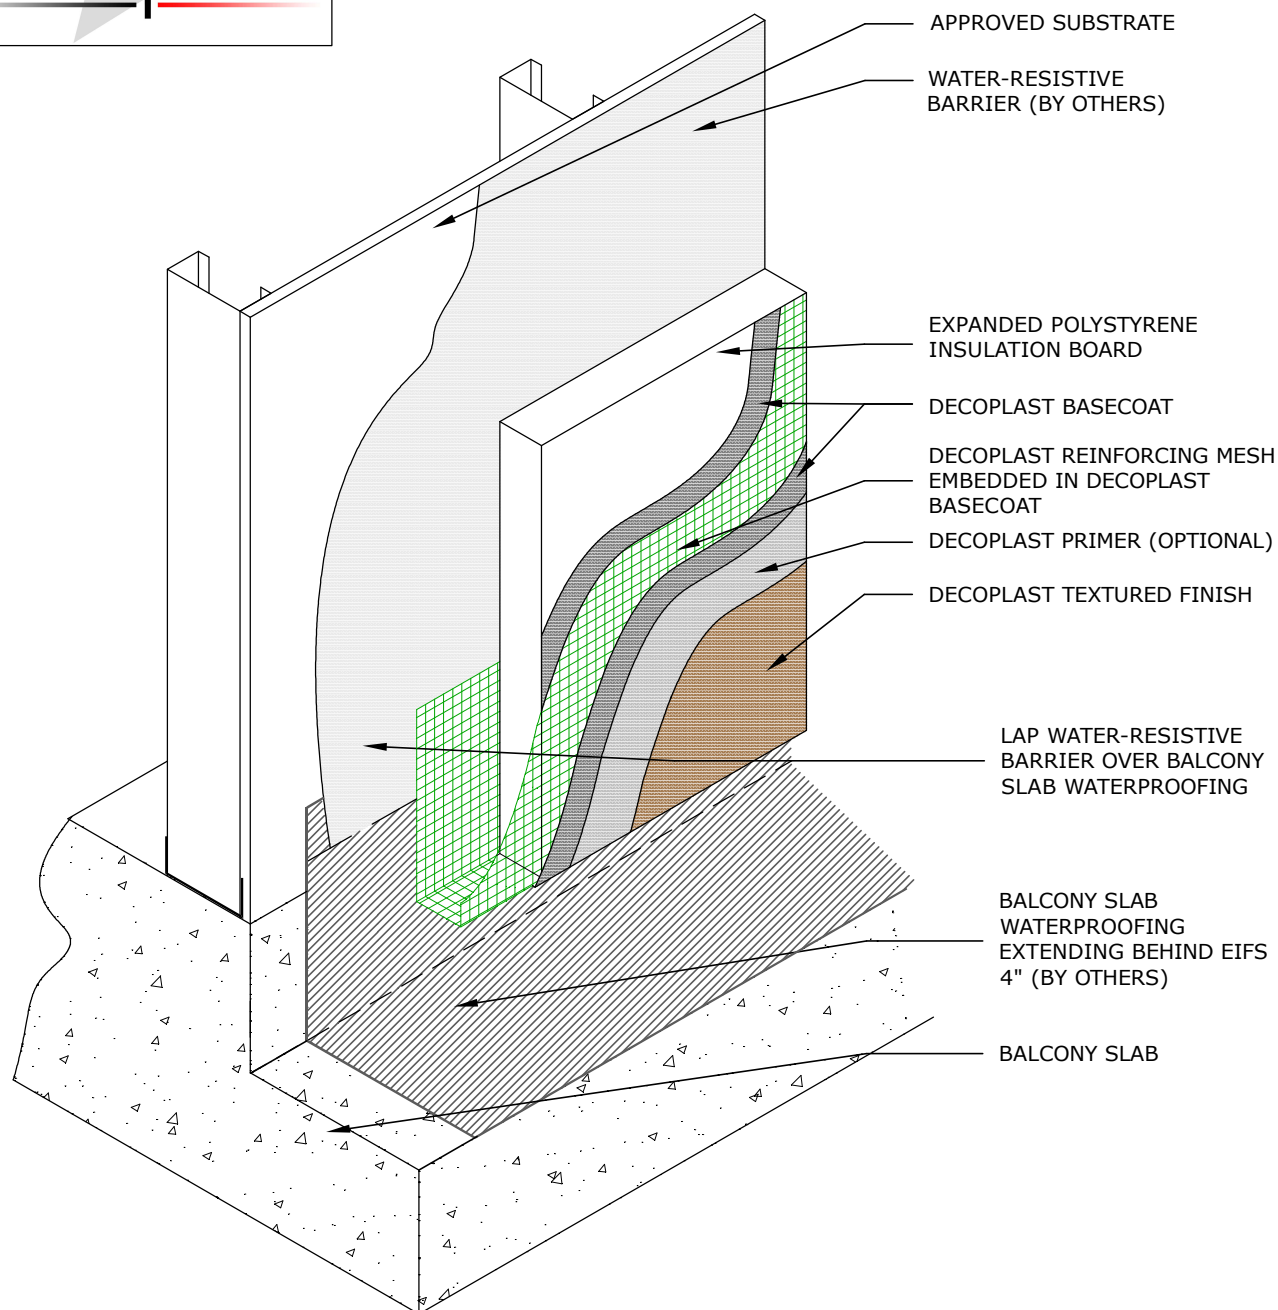 APPROVED SUBSTRATE
WATER-RESISTIVE
BARRIER (BY OTHERS)
EXPANDED POLYSTYRENE
INSULATION BOARD
DECOPLAST BASECOAT
DECOPLAST REINFORCING MESH
EMBEDDED IN DECOPLAST
BASECOAT
DECOPLAST PRIMER (OPTIONAL)
DECOPLAST TEXTURED FINISH
LAP WATER-RESISTIVE
BARRIER OVER BALCONY
SLAB WATERPROOFING
BALCONY SLAB
WATERPROOFING
EXTENDING BEHIND EIFS
4" (BY OTHERS)
BALCONY SLAB